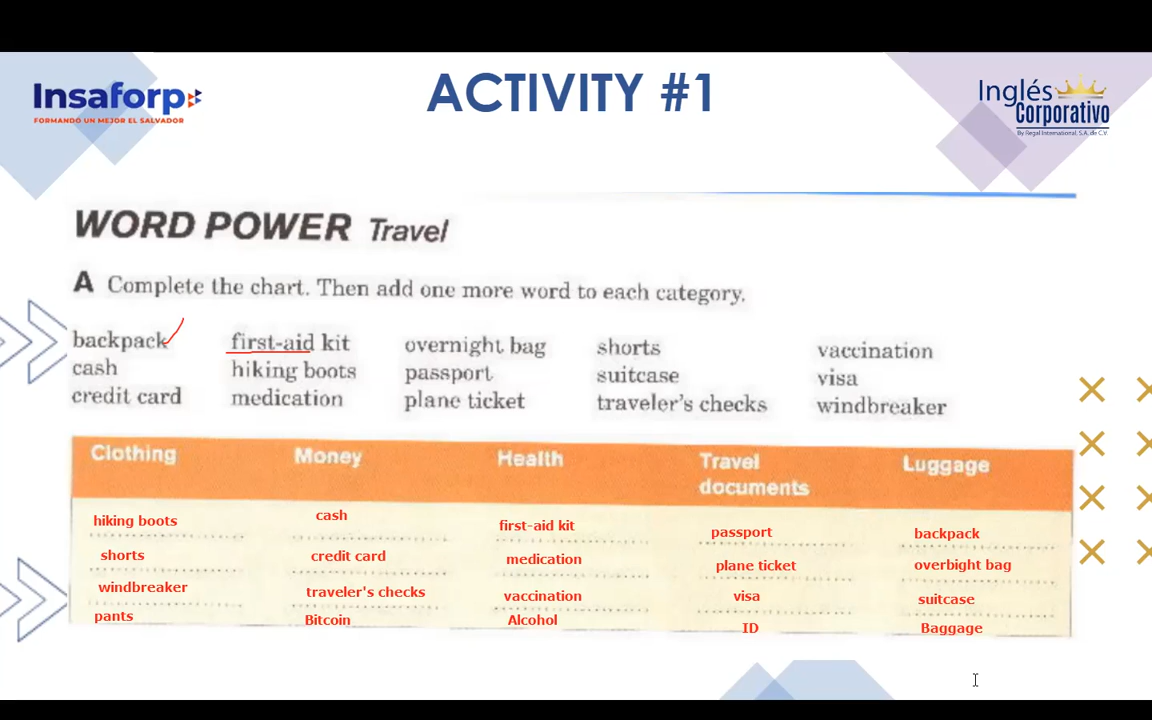 Insaforp
FORMANDO UN MEJOR EL SALVADOR
ACTIVITY #1
Inglés
Corporativo
By Regal International, S.A. de C.V.
WORD POWER Travel
A Complete the chart. Then add one more word to each category.
backpack first-aid kit overnight bag shorts vaccination
cash hiking boots passport suitcase visa
credit card medication plane ticket traveler's checks windbreaker
Clothing Money Health Travel documents Luggage
hiking boots cash first-aid kit passport backpack
shorts credit card medication plane ticket overbight bag
windbreaker traveler's checks vaccination visa suitcase
pants Bitcoin Alcohol ID Baggage